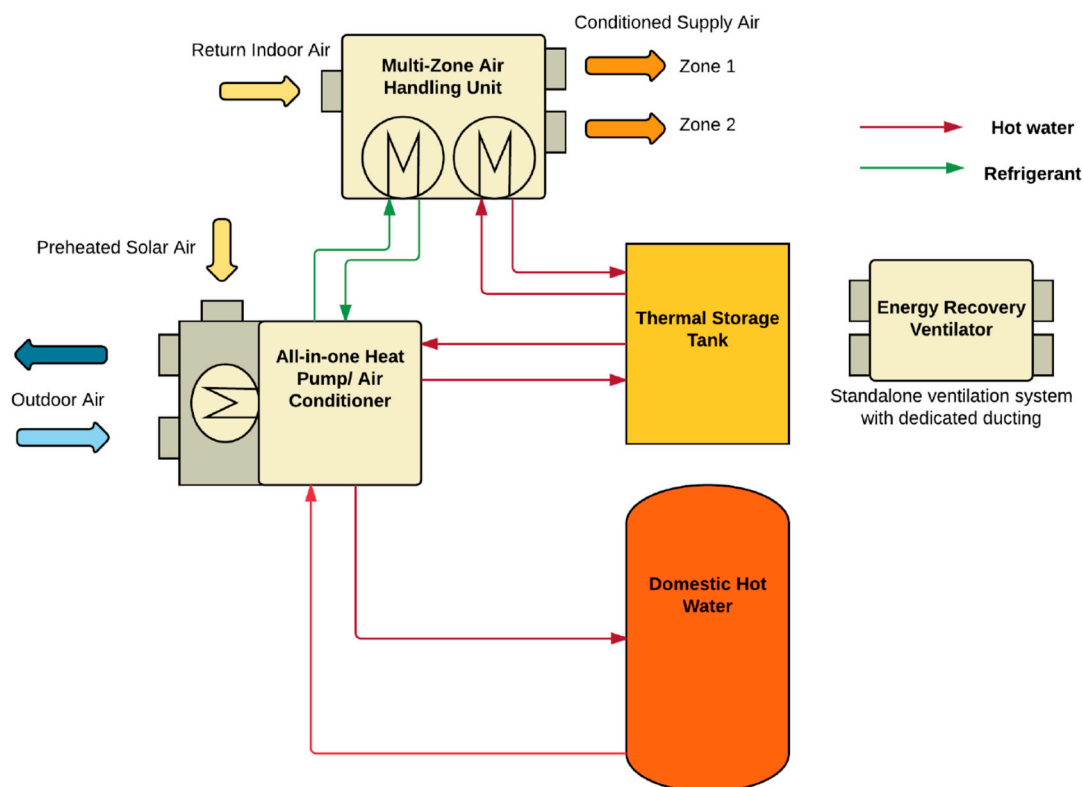 Conditioned Supply Air
Return Indoor Air
Multi-Zone Air
Handling Unit
Zone 1
Zone 2
Hot water
Refrigerant
Preheated Solar Air
Outdoor Air
All-in-one Heat
Pump/ Air
Conditioner
Thermal Storage
Tank
Energy Recovery
Ventilator
Standalone ventilation system
with dedicated ducting
Domestic Hot
Water